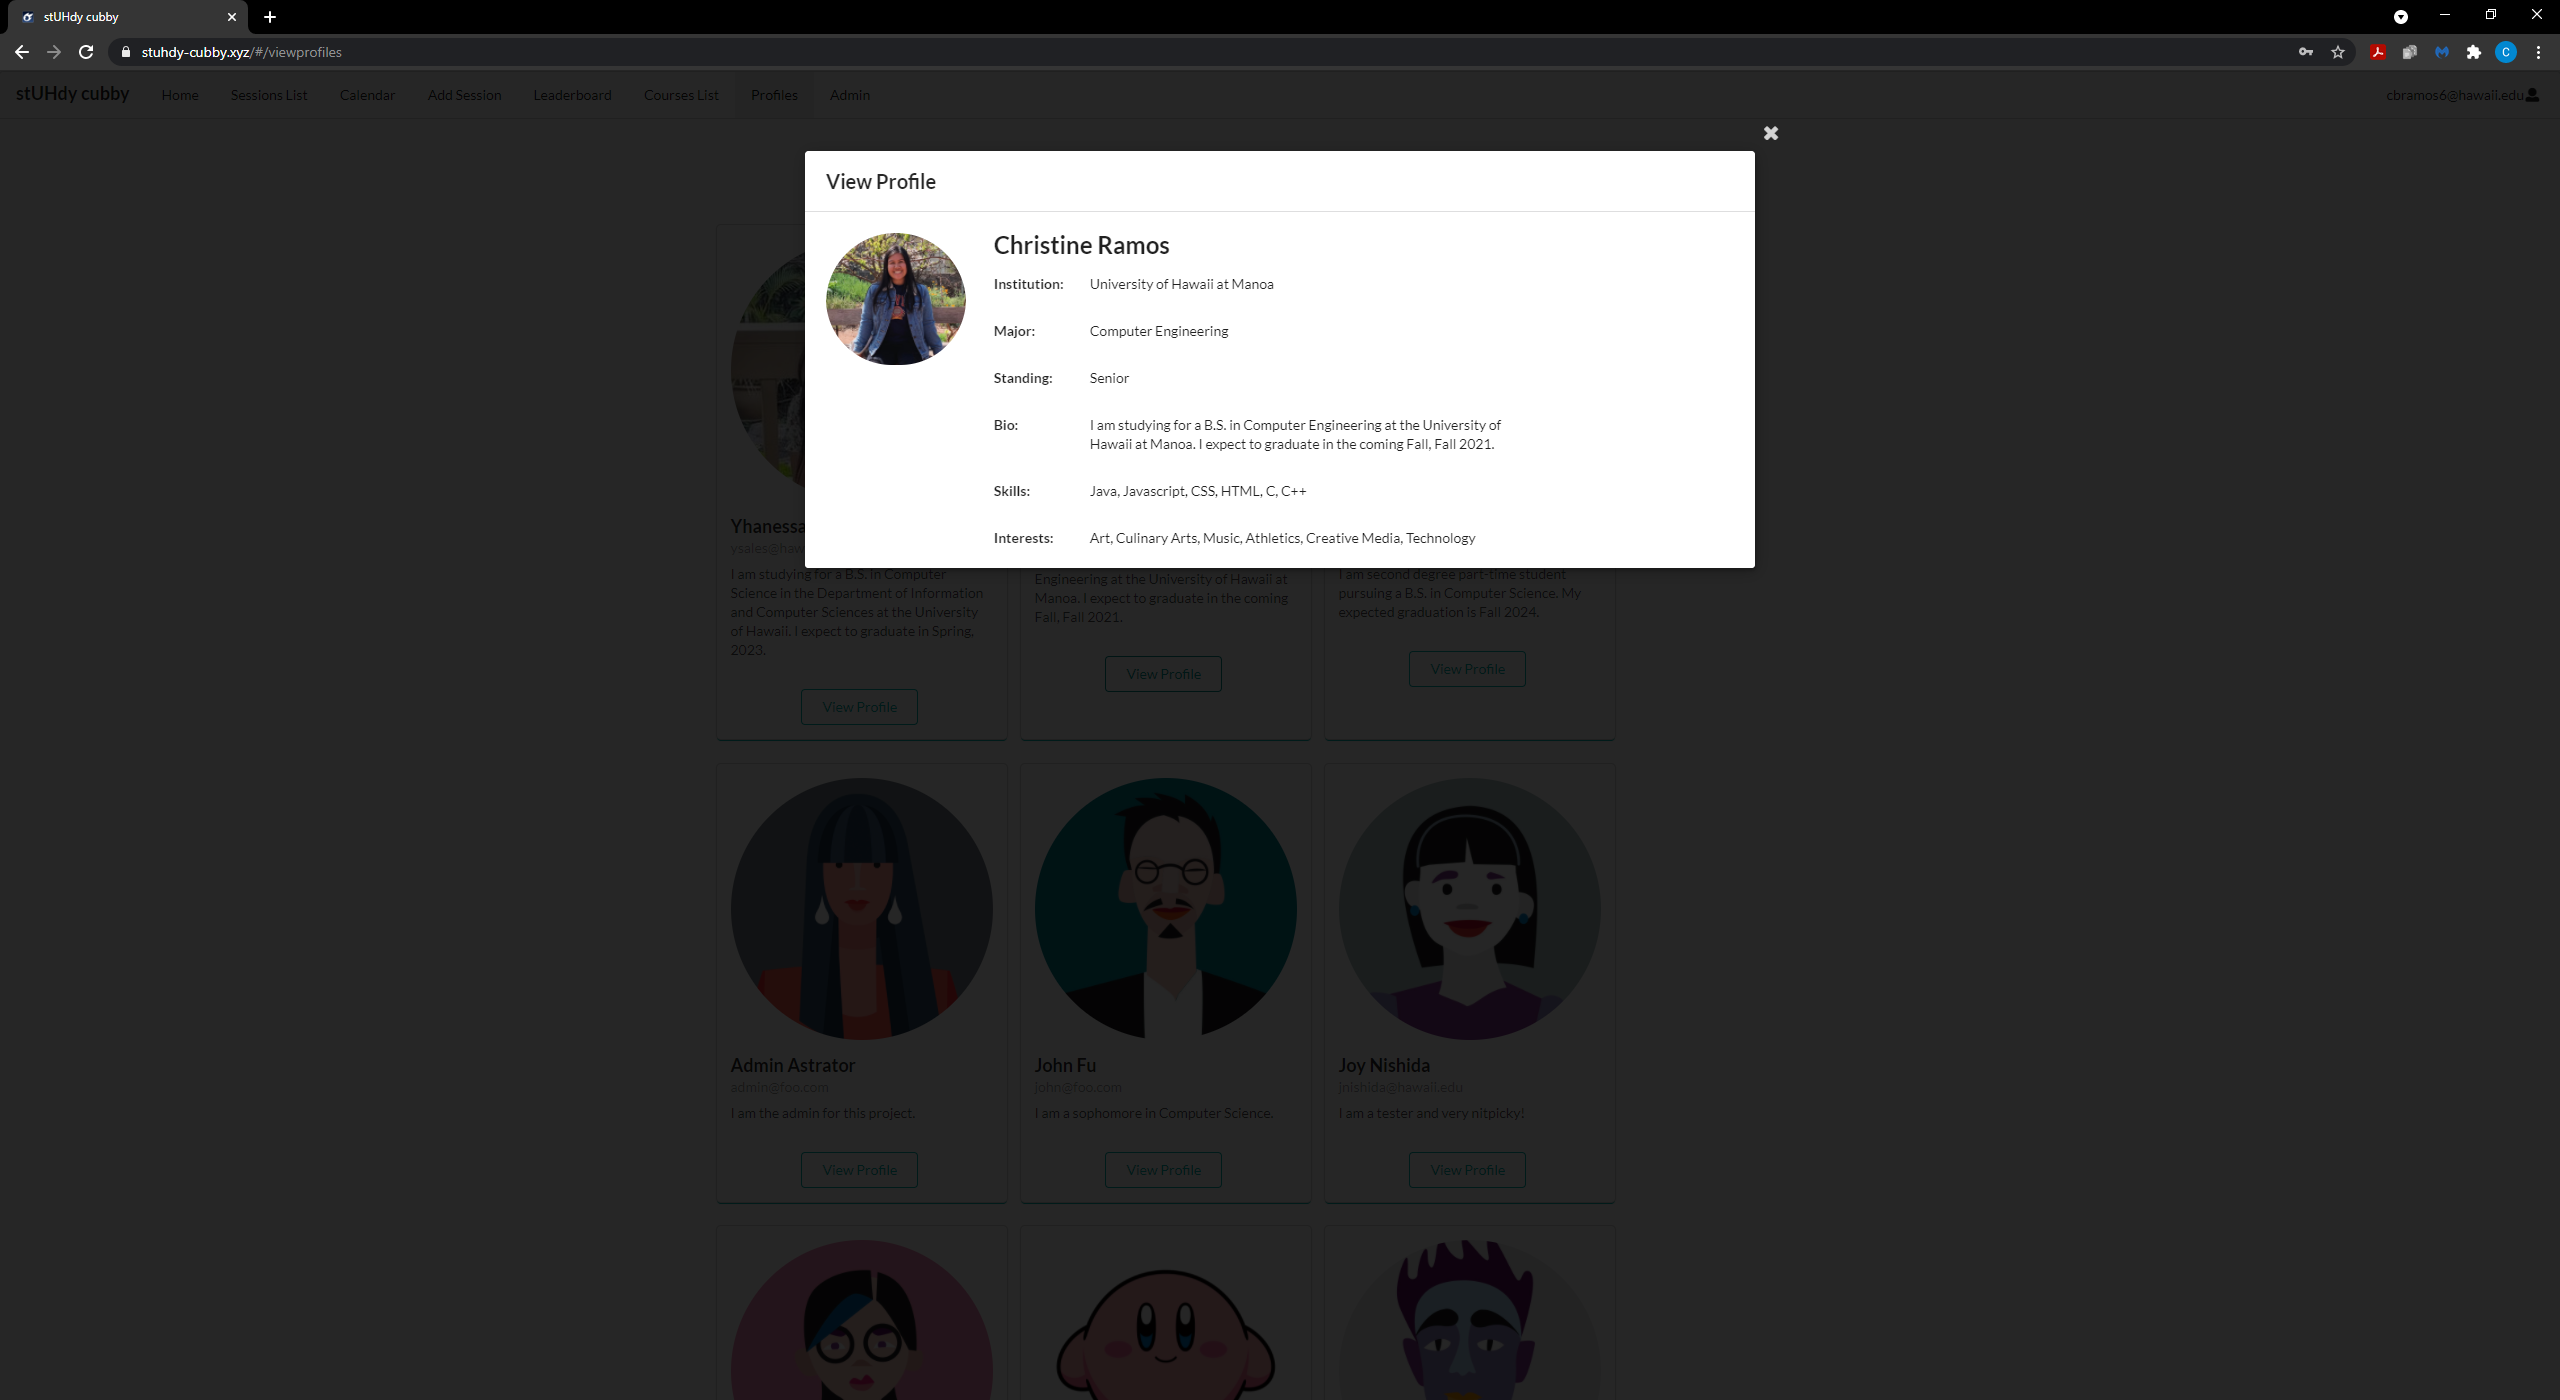 stUHdy cubby
stuhdy-cubby.xyz/#/viewprofiles
C
stUHdy cubby Home Sessions List Calendar Add Session Leaderboard Courses List Profiles Admin cbramos6@hawaii.edu
View Profile
Christine Ramos
Institution: University of Hawaii at Manoa
Major: Computer Engineering
Standing: Senior
Bio: I am studying for a B.S. in Computer Engineering at the University of
Hawaii at Manoa. I expect to graduate in the coming Fall, Fall 2021.
Skills: Java, Javascript, CSS, HTML, C, C++
Interests: Art, Culinary Arts, Music, Athletics, Creative Media, Technology
Yhanessa
I am studying for a B.S. in Computer
Science in the Department of Information
and Computer Sciences at the University
of Hawaii. I expect to graduate in Spring,
2023.
View Profile
Engineering at the University of Hawaii at
Manoa. I expect to graduate in the coming
Fall, Fall 2021.
View Profile
I am second degree part-time student
pursuing a B.S. in Computer Science. My
expected graduation is Fall 2024.
View Profile
Admin Astrator
admin@foo.com
I am the admin for this project.
View Profile
John Fu
john@foo.com
I am a sophomore in Computer Science.
View Profile
Joy Nishida
jnishida@hawaii.edu
I am a tester and very nitpicky!
View Profile